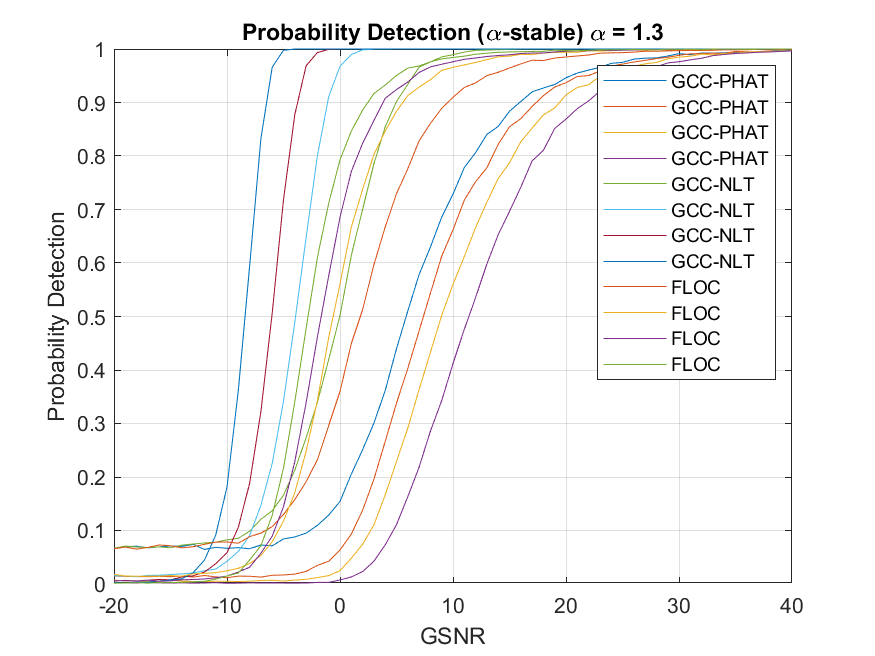 Probability Detection (α-stable) α = 1.3
Probability Detection
1
0.9
0.8
0.7
0.6
0.5
0.4
0.3
0.2
0.1
0
-20
-10
0
10
20
30
40
GSNR
GCC-PHAT
GCC-PHAT
GCC-PHAT
GCC-PHAT
GCC-NLT
GCC-NLT
GCC-NLT
GCC-NLT
FLOC
FLOC
FLOC
FLOC